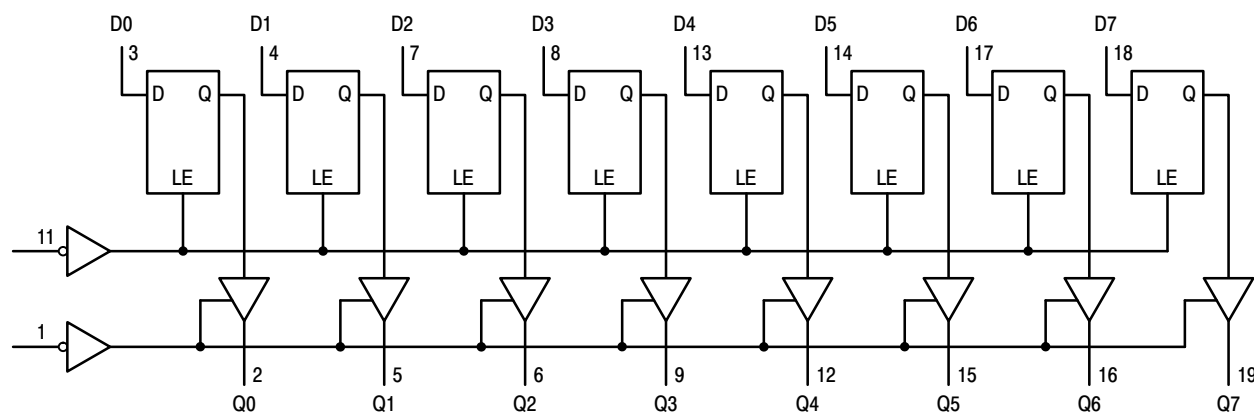 D0 D1 D2 D3 D4 D5 D6 D7
3 4 7 8 13 14 17 18
D Q D Q D Q D Q D Q D Q D Q D Q
LE LE LE LE LE LE LE LE
11
1
2 5 6 9 12 15 16 19
Q0 Q1 Q2 Q3 Q4 Q5 Q6 Q7